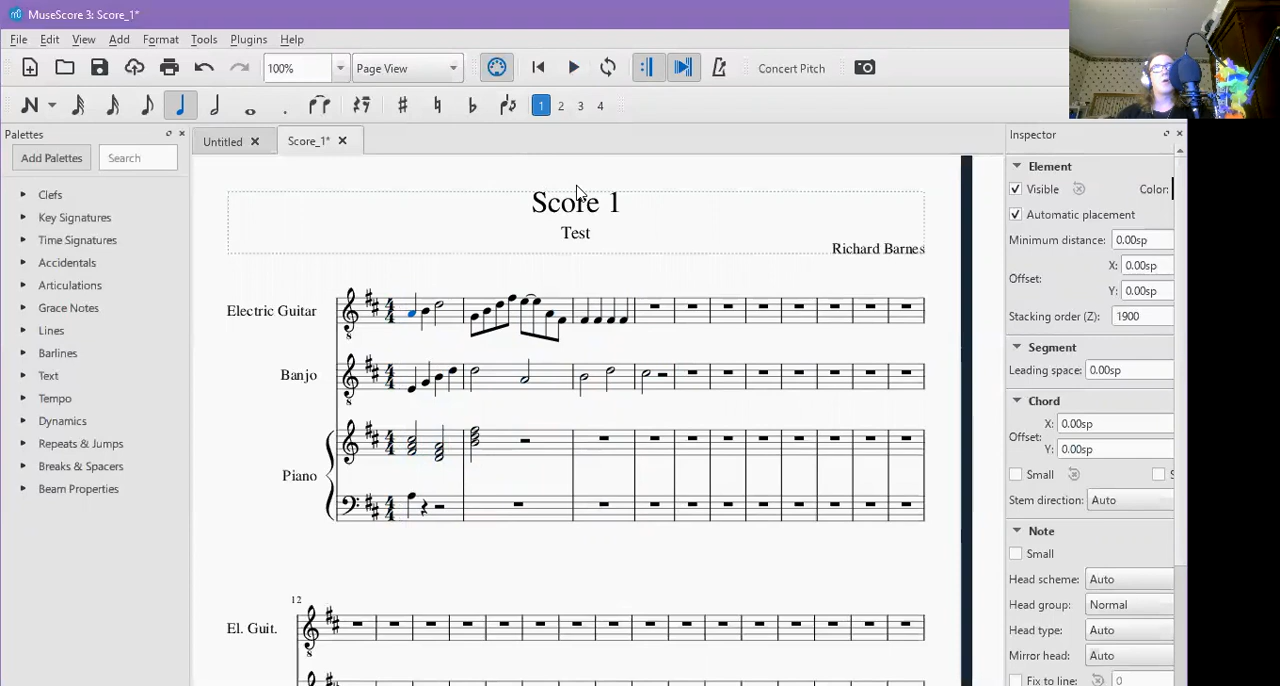 MuseScore 3: Score_1*
File Edit View Add Format Tools Plugins Help
100% Page View Concert Pitch
1 2 3 4
Palettes
Untitled Score_1*
Inspector
Add Palettes Search
Clefs
Key Signatures
Time Signatures
Accidentals
Articulations
Grace Notes
Lines
Barlines
Text
Tempo
Dynamics
Repeats & Jumps
Breaks & Spacers
Beam Properties
Score 1
Test
Richard Barnes
Electric Guitar
Banjo
Piano
12
El. Guit.
Element
Visible Color:
Automatic placement
Minimum distance: 0.00sp
X: 0.00sp
Offset:
Y: 0.00sp
Stacking order (Z): 1900
Segment
Leading space: 0.00sp
Chord
X: 0.00sp
Offset:
Y: 0.00sp
Small
Stem direction: Auto
Note
Small
Head scheme: Auto
Head group: Normal
Head type: Auto
Mirror head: Auto
Fix to line: 0